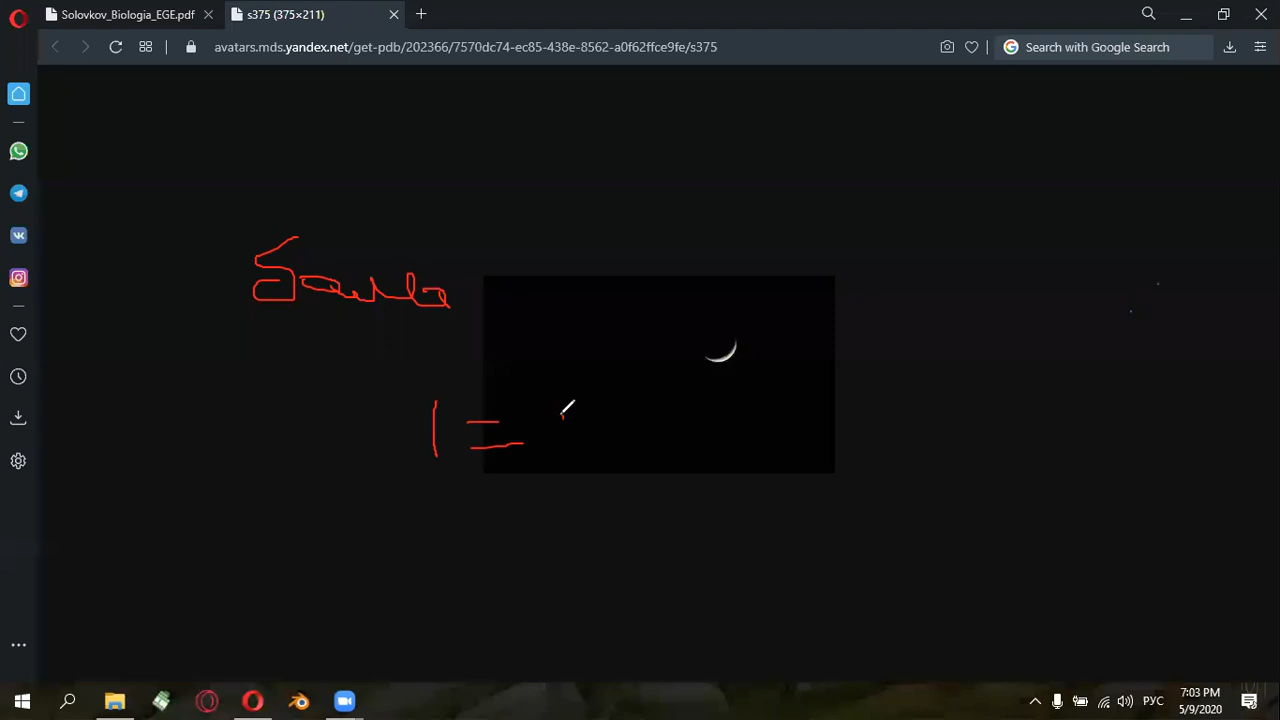 Solovkov_Biologia_EGE.pdf
s375 (375×211)
avatars.mds.yandex.net/get-pdb/202366/7570dc74-ec85-438e-8562-a0f62ffce9fe/s375
Search with Google Search
1 =
РУС
7:03 PM
5/9/2020